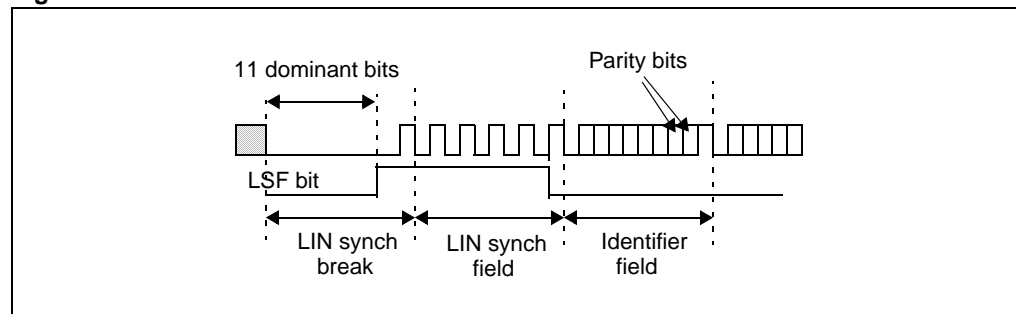 11 dominant bits
Parity bits
LSF bit
LIN synch
break
LIN synch
field
Identifier
field